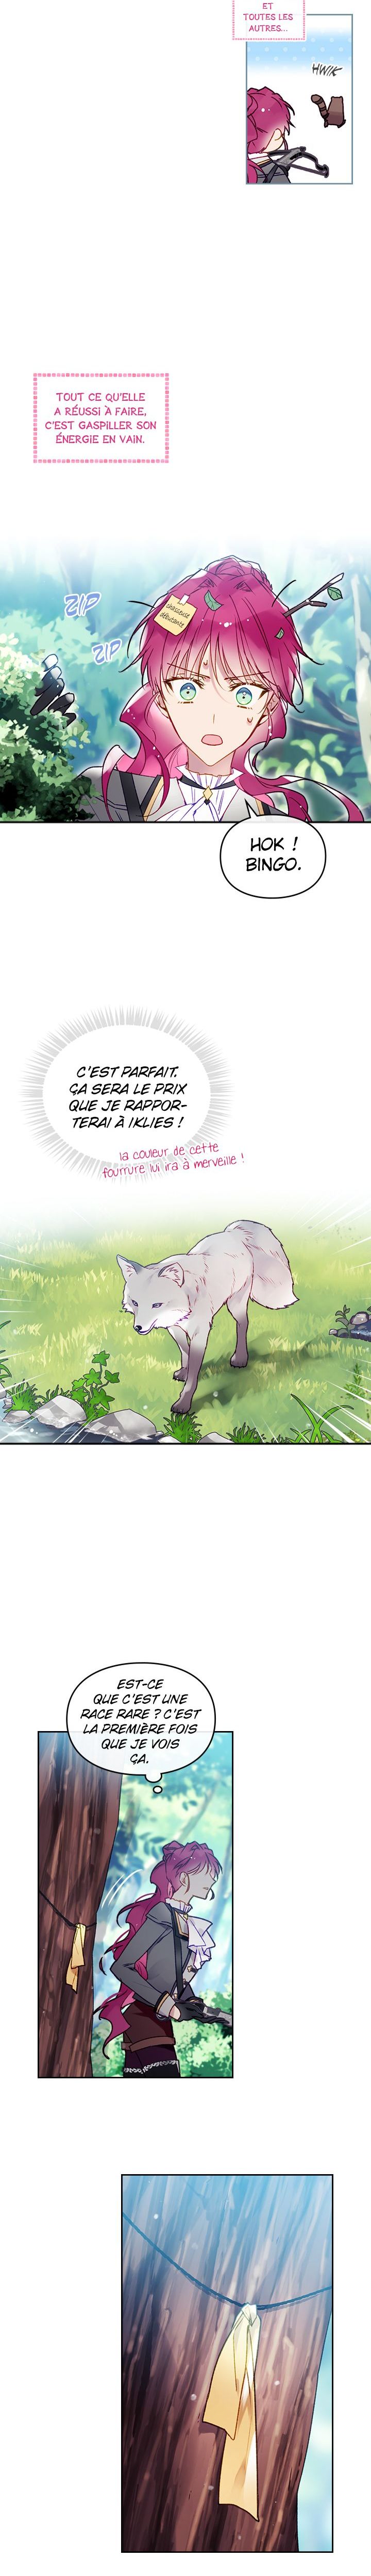 ET
TOUTES LES
AUTRES...
HWIK
TOUT CE QU'ELLE
A RÉUSSI À FAIRE,
C'EST GASPILLER SON
ÉNERGIE EN VAIN.
ZIP
chasseuse
débutante
ZIP
HOK !
BINGO.
C'EST PARFAIT.
ÇA SERA LE PRIX
QUE JE RAPPOR-
TERAI À IKLIES !
la couleur de cette
fourrure lui ira à merveille !
EST-CE
QUE C'EST UNE
RACE RARE ? C'EST
LA PREMIÈRE FOIS
QUE JE VOIS
ÇA.